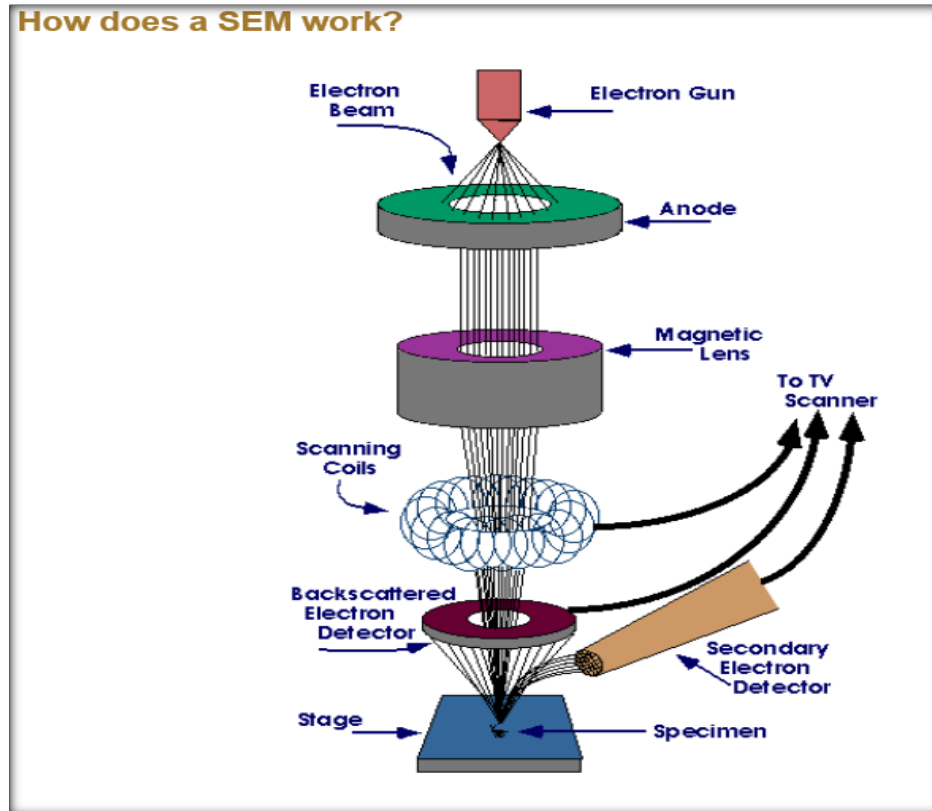 How does a SEM work?
Electron
Beam
Electron Gun
Anode
Magnetic
Lens
To TV
Scanner
Scanning
Coils
Backscattered
Electron
Detector
Secondary
Electron
Detector
Stage
Specimen